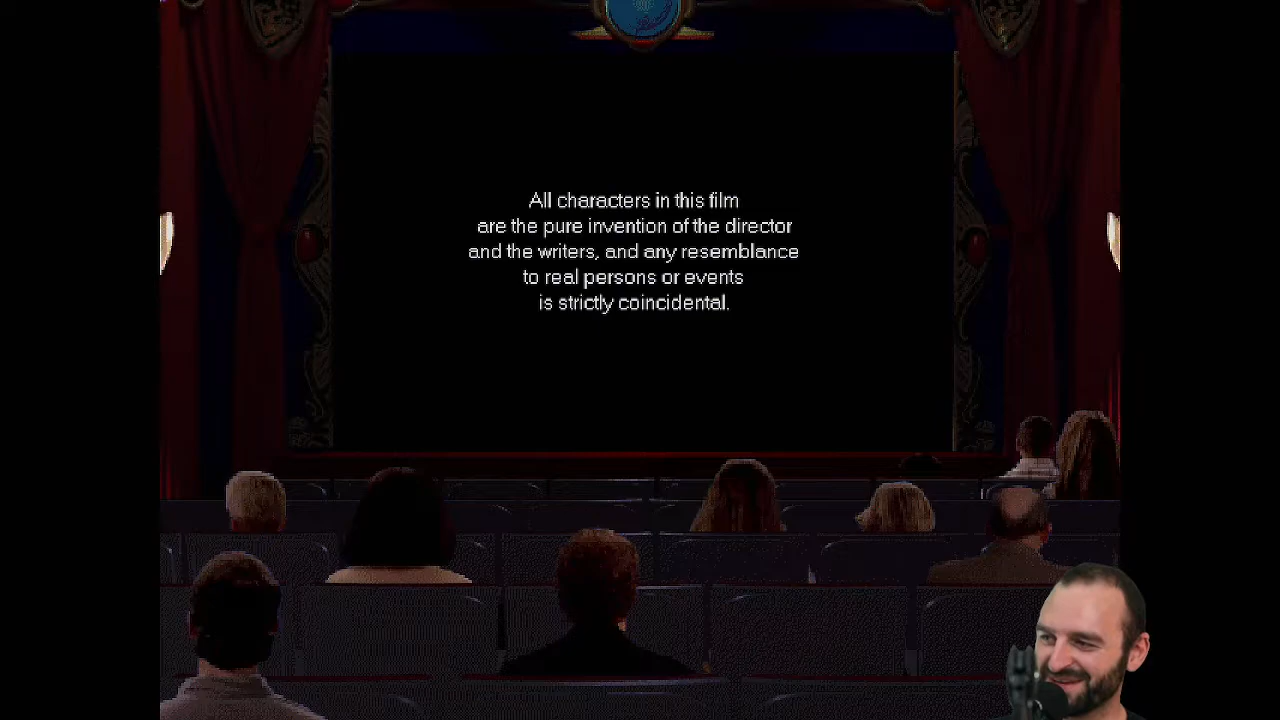 All characters in this film
are the pure invention of the director
and the writers, and any resemblance
to real persons or events
is strictly coincidental.